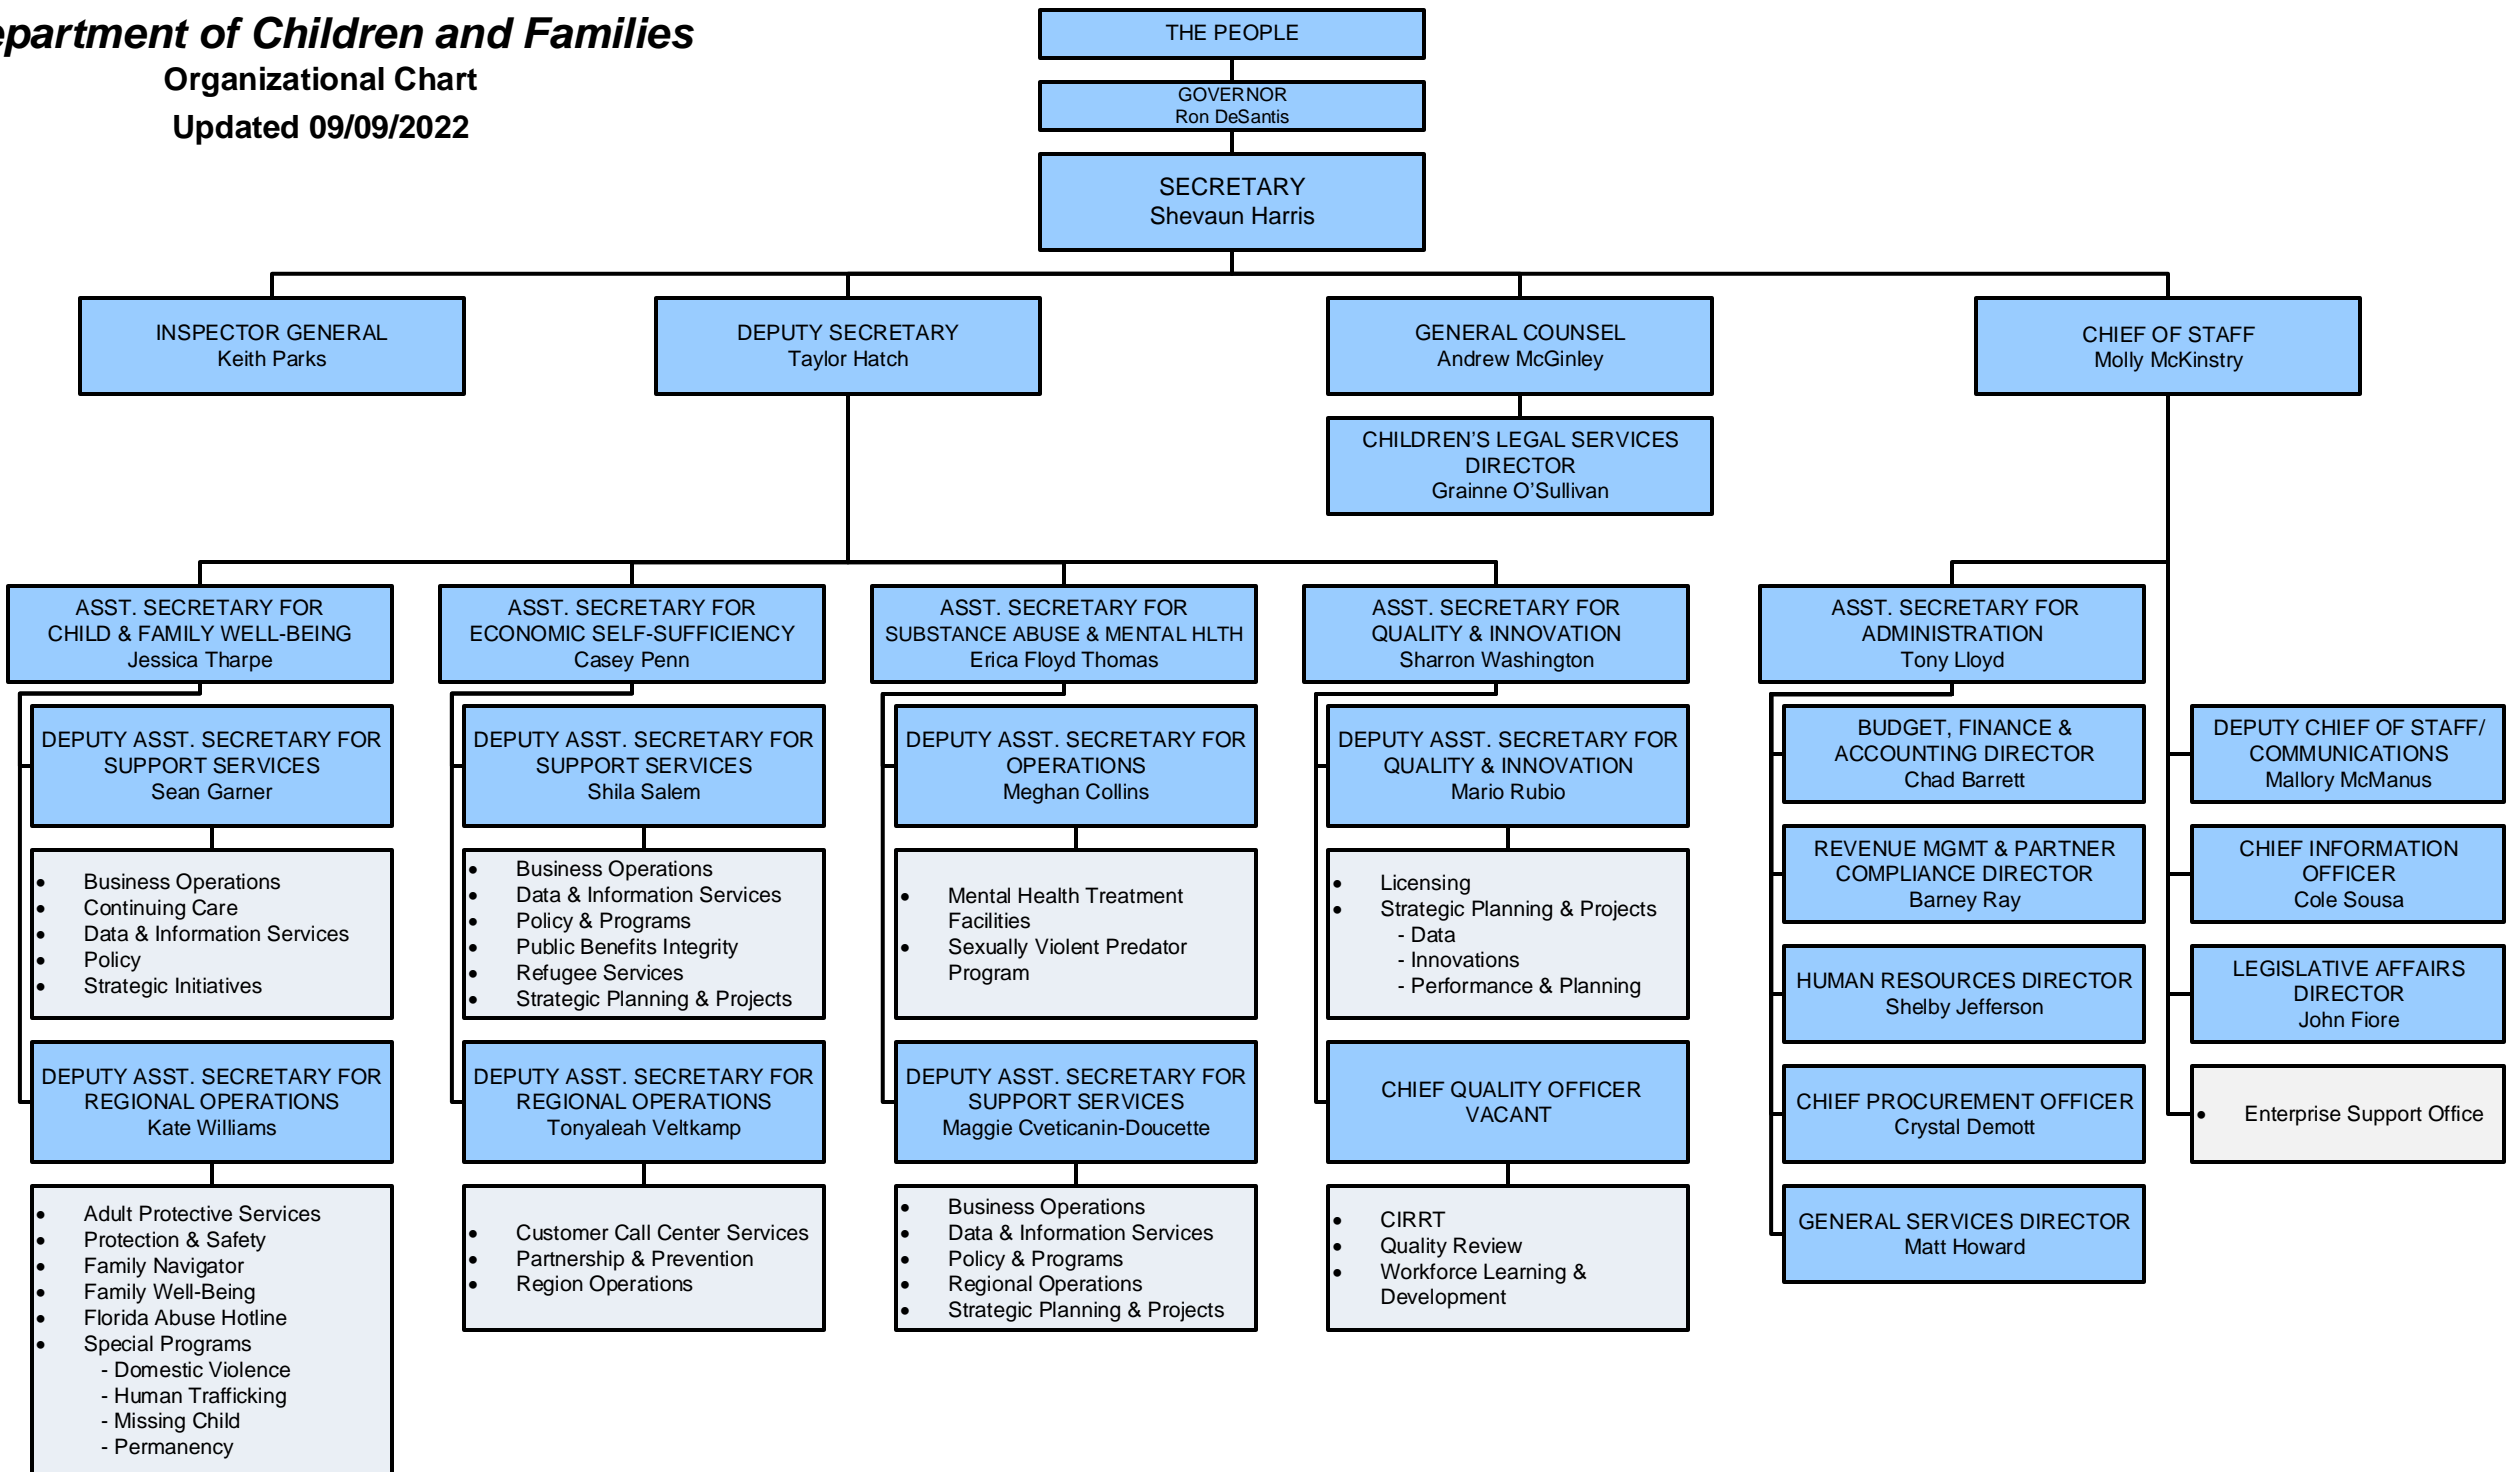 epartment of Children and Families
Organizational Chart
Updated 09/09/2022
THE PEOPLE
GOVERNOR
Ron DeSantis
SECRETARY
Shevaun Harris
INSPECTOR GENERAL
Keith Parks
DEPUTY SECRETARY
Taylor Hatch
GENERAL COUNSEL
Andrew McGinley
CHIEF OF STAFF
Molly McKinstry
CHILDREN'S LEGAL SERVICES
DIRECTOR
Grainne O'Sullivan
ASST. SECRETARY FOR
CHILD & FAMILY WELL-BEING
Jessica Tharpe
ASST. SECRETARY FOR
ECONOMIC SELF-SUFFICIENCY
Casey Penn
ASST. SECRETARY FOR
SUBSTANCE ABUSE & MENTAL HLTH
Erica Floyd Thomas
ASST. SECRETARY FOR
QUALITY & INNOVATION
Sharron Washington
ASST. SECRETARY FOR
ADMINISTRATION
Tony Lloyd
DEPUTY ASST. SECRETARY FOR
SUPPORT SERVICES
Sean Garner
DEPUTY ASST. SECRETARY FOR
SUPPORT SERVICES
Shila Salem
DEPUTY ASST. SECRETARY FOR
OPERATIONS
Meghan Collins
DEPUTY ASST. SECRETARY FOR
QUALITY & INNOVATION
Mario Rubio
BUDGET, FINANCE &
ACCOUNTING DIRECTOR
Chad Barrett
DEPUTY CHIEF OF STAFF/
COMMUNICATIONS
Mallory McManus
• Business Operations
• Continuing Care
• Data & Information Services
• Policy
• Strategic Initiatives
• Business Operations
• Data & Information Services
• Policy & Programs
• Public Benefits Integrity
• Refugee Services
• Strategic Planning & Projects
• Mental Health Treatment
Facilities
• Sexually Violent Predator
Program
• Licensing
• Strategic Planning & Projects
- Data
- Innovations
- Performance & Planning
REVENUE MGMT & PARTNER
COMPLIANCE DIRECTOR
Barney Ray
CHIEF INFORMATION
OFFICER
Cole Sousa
HUMAN RESOURCES DIRECTOR
Shelby Jefferson
LEGISLATIVE AFFAIRS
DIRECTOR
John Fiore
DEPUTY ASST. SECRETARY FOR
REGIONAL OPERATIONS
Kate Williams
DEPUTY ASST. SECRETARY FOR
REGIONAL OPERATIONS
Tonyaleah Veltkamp
DEPUTY ASST. SECRETARY FOR
SUPPORT SERVICES
Maggie Cveticanin-Doucette
CHIEF QUALITY OFFICER
VACANT
CHIEF PROCUREMENT OFFICER
Crystal Demott
• Enterprise Support Office
• Adult Protective Services
• Protection & Safety
• Family Navigator
• Family Well-Being
• Florida Abuse Hotline
• Special Programs
- Domestic Violence
- Human Trafficking
- Missing Child
- Permanency
• Customer Call Center Services
• Partnership & Prevention
• Region Operations
• Business Operations
• Data & Information Services
• Policy & Programs
• Regional Operations
• Strategic Planning & Projects
• CIRRT
• Quality Review
• Workforce Learning &
Development
GENERAL SERVICES DIRECTOR
Matt Howard